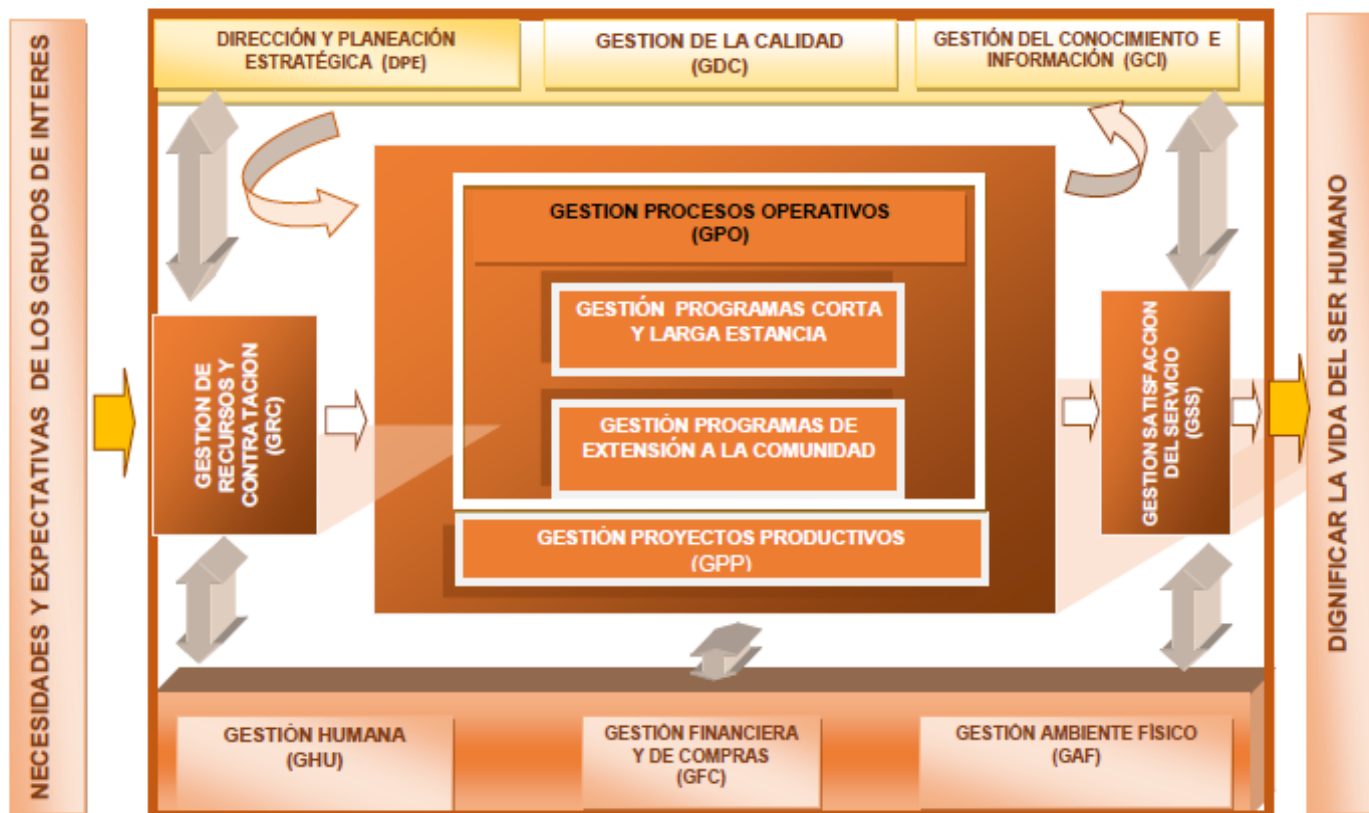 NECESIDADES Y EXPECTATIVAS DE LOS GRUPOS DE INTERES
DIRECCIÓN Y PLANEACIÓN
ESTRATÉGICA (DPE)
GESTION DE LA CALIDAD
(GDC)
GESTIÓN DEL CONOCIMIENTO E
INFORMACIÓN (GCI)
GESTION DE
RECURSOS Y
CONTRATACION
(GRC)
GESTION PROCESOS OPERATIVOS
(GPO)
GESTIÓN PROGRAMAS CORTA
Y LARGA ESTANCIA
GESTIÓN PROGRAMAS DE
EXTENSIÓN A LA COMUNIDAD
GESTIÓN PROYECTOS PRODUCTIVOS
(GPP)
GESTION SATISFACCION
DEL SERVICIO
(GSS)
GESTIÓN HUMANA
(GHU)
GESTIÓN FINANCIERA
Y DE COMPRAS
(GFC)
GESTIÓN AMBIENTE FÌSICO
(GAF)
DIGNIFICAR LA VIDA DEL SER HUMANO